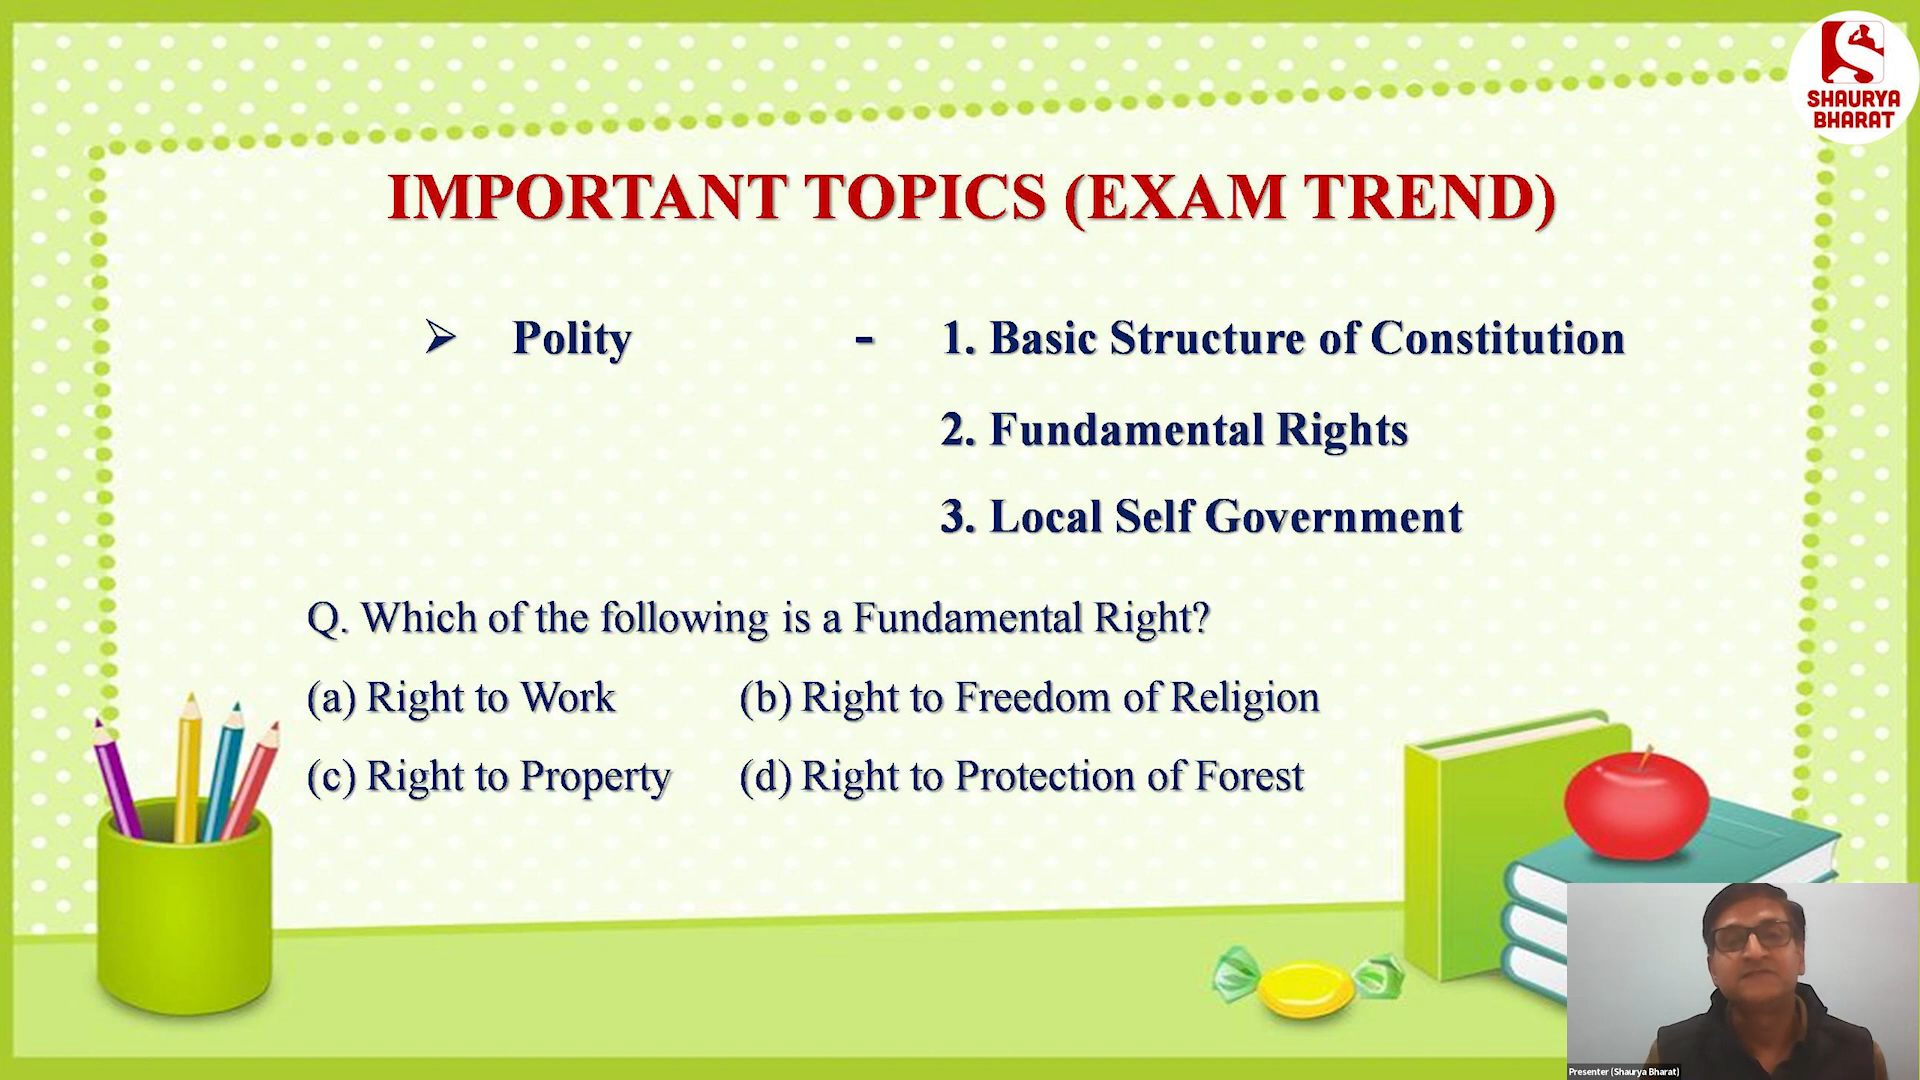 SHAURYA
BHARAT
IMPORTANT TOPICS (EXAM TREND)
➢ Polity - 1. Basic Structure of Constitution
2. Fundamental Rights
3. Local Self Government
Q. Which of the following is a Fundamental Right?
(a) Right to Work (b) Right to Freedom of Religion
(c) Right to Property (d) Right to Protection of Forest
Presenter (Shaurya Bharat)